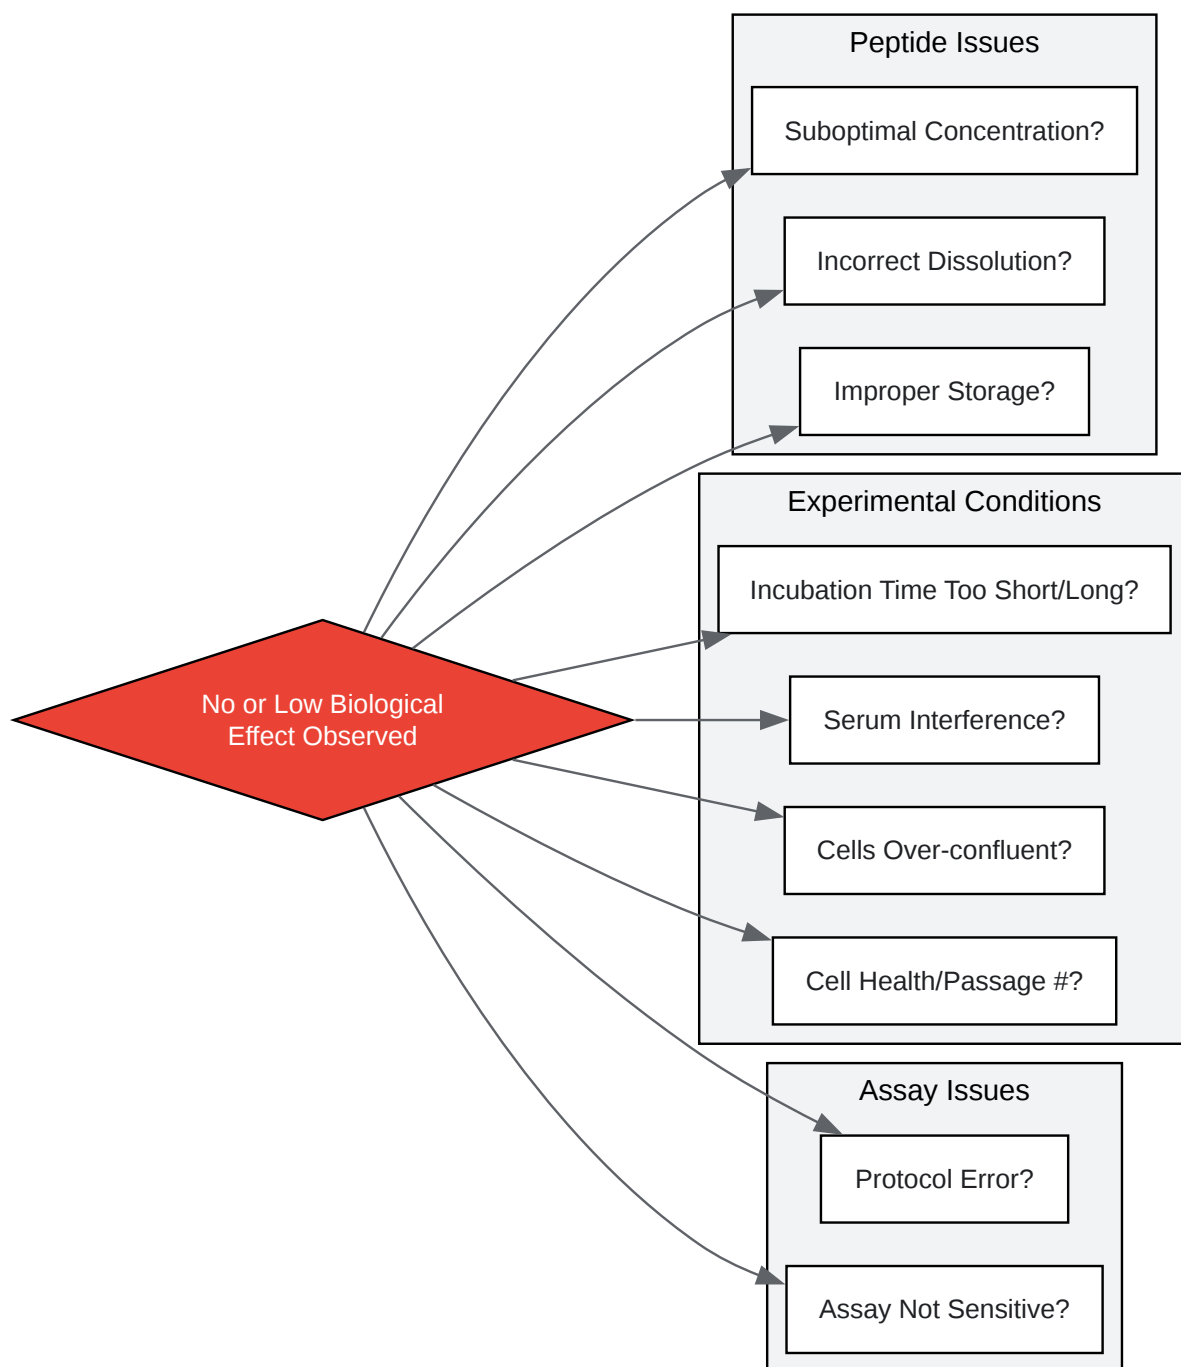 Peptide Issues
Suboptimal Concentration?
Incorrect Dissolution?
Improper Storage?
Experimental Conditions
Incubation Time Too Short/Long?
No or Low Biological
Effect Observed
Serum Interference?
Cells Over-confluent?
Cell Health/Passage #?
Assay Issues
Protocol Error?
Assay Not Sensitive?